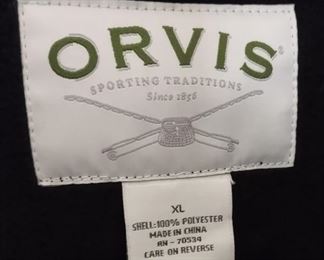 ORVIS®
SPORTING TRADITIONS
Since 1856
XL
SHELL:100% POLYESTER
MADE IN CHINA
RN - 70534
CARE ON REVERSE